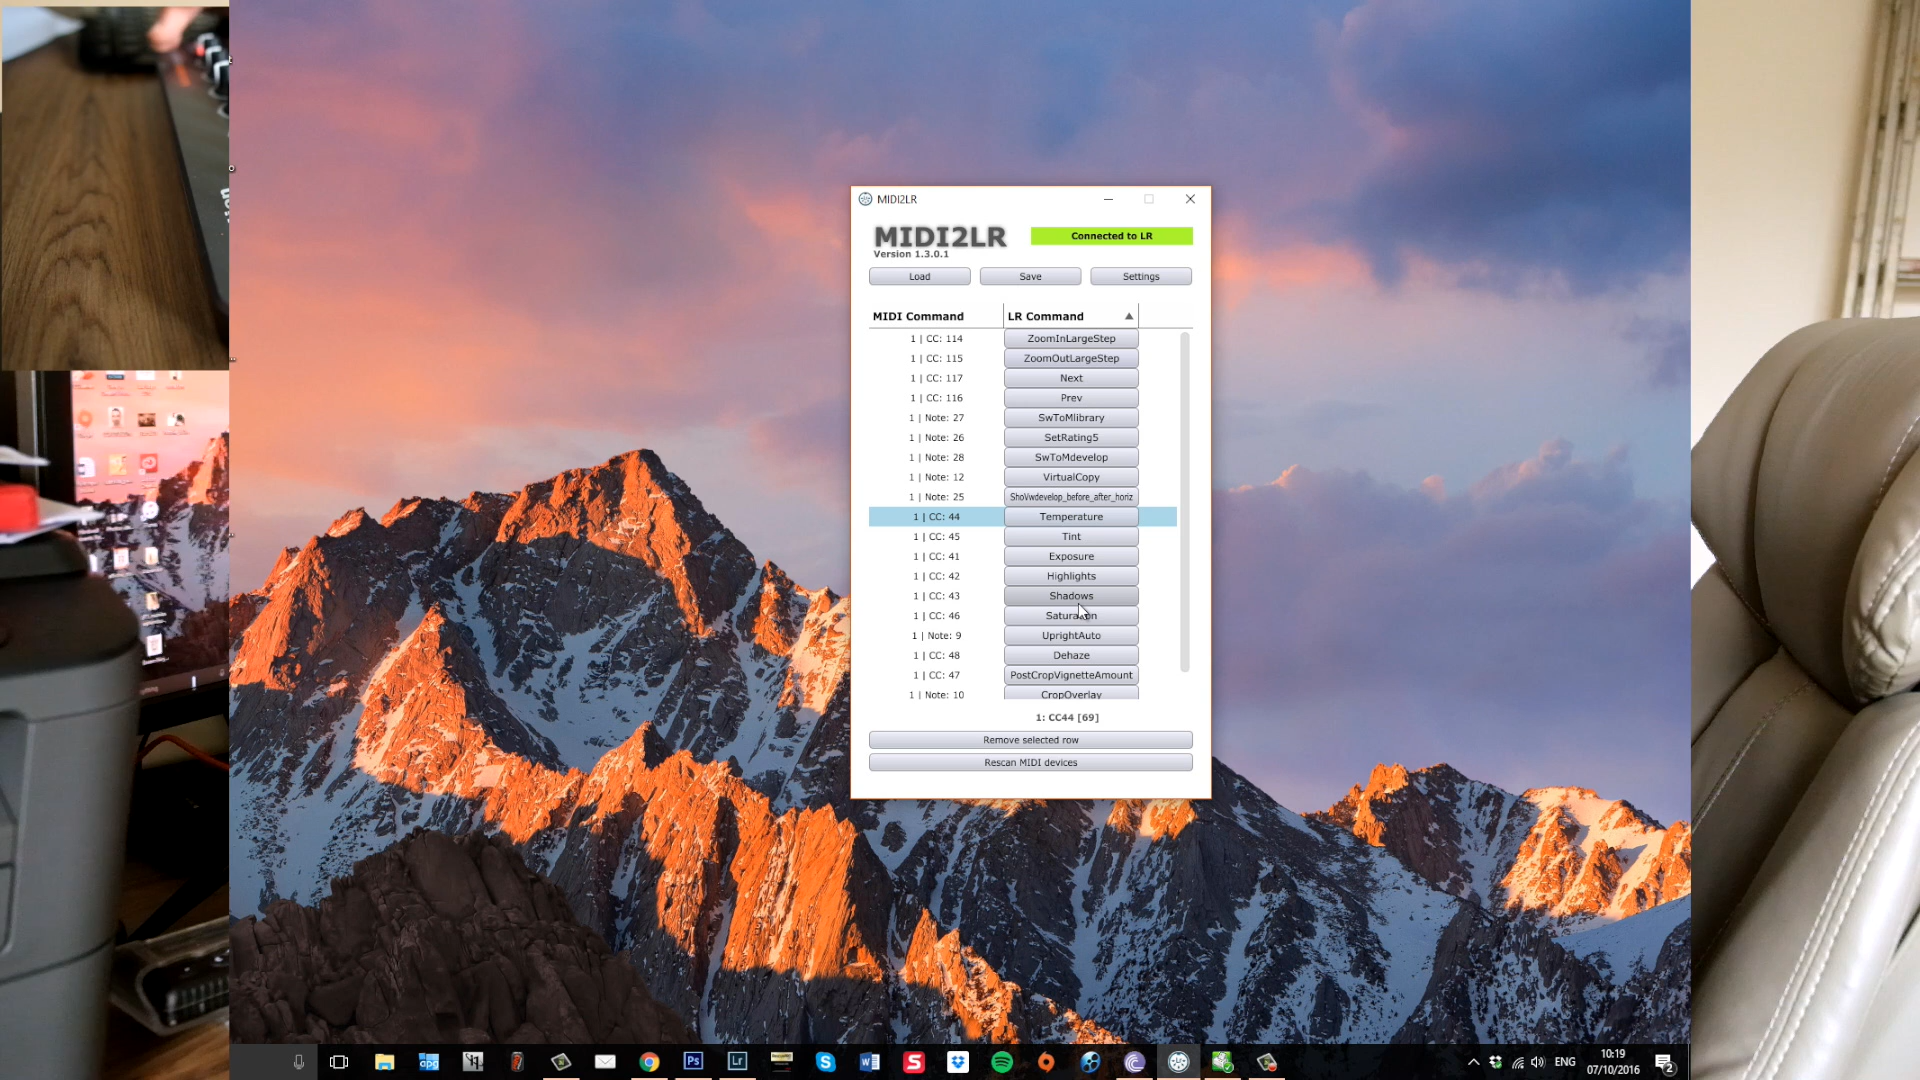 MIDI2LR
MIDI2LR
Connected to LR
Version 1.3.0.1
Load
Save
Settings
MIDI Command
LR Command
1 | CC: 114
ZoomInLargeStep
1 | CC: 115
ZoomOutLargeStep
1 | CC: 117
Next
1 | CC: 116
Prev
1 | Note: 27
SwToMlibrary
1 | Note: 26
SetRating5
1 | Note: 28
SwToMdevelop
1 | Note: 12
VirtualCopy
1 | Note: 25
ShoVwdevelop_before_after_horiz
1 | CC: 44
Temperature
1 | CC: 45
Tint
1 | CC: 41
Exposure
1 | CC: 42
Highlights
1 | CC: 43
Shadows
1 | CC: 46
Saturation
1 | Note: 9
UprightAuto
1 | CC: 48
Dehaze
1 | CC: 47
PostCropVignetteAmount
1 | Note: 10
CropOverlay
1: CC44 [69]
Remove selected row
Rescan MIDI devices
Ps
Lr
ENG
10:19
07/10/2016
2